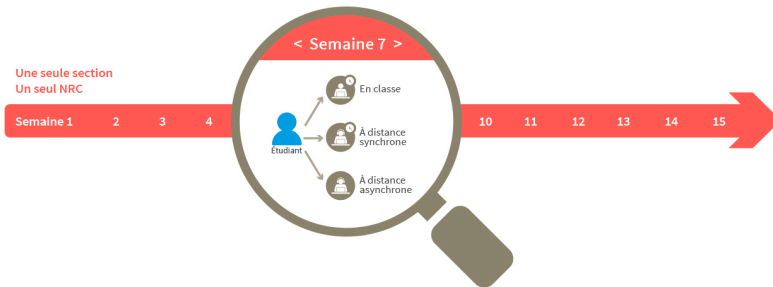 < Semaine 7 >
Une seule section
Un seul NRC
Semaine 1 2 3 4 10 11 12 13 14 15
En classe
À distance
synchrone
Étudiant
À distance
asynchrone